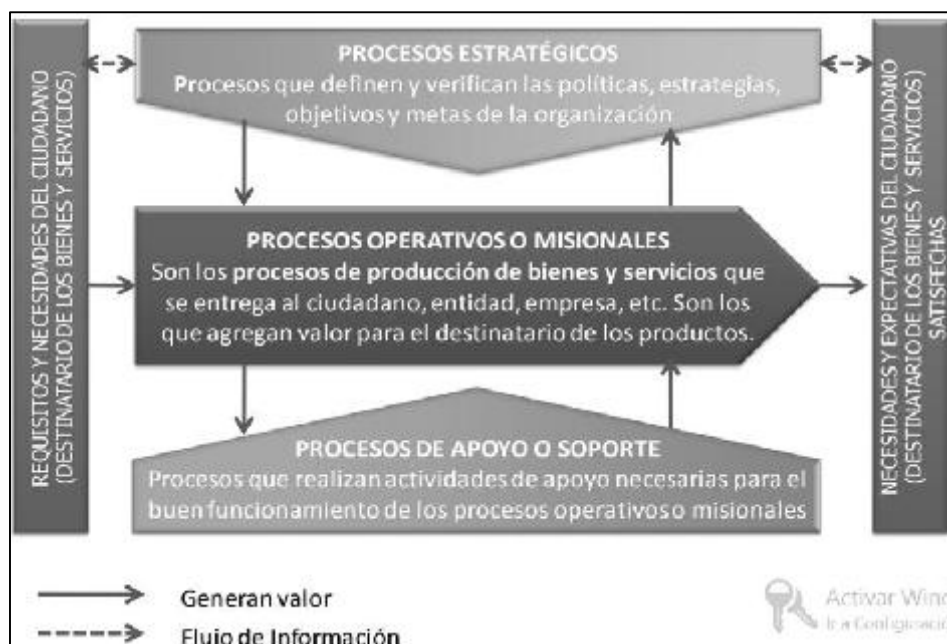 REQUISITOS Y NECESIDADES DEL CIUDADANO
(DESTINATARIO DE LOS BIENES Y SERVICIOS)
PROCESOS ESTRATÉGICOS
Procesos que definen y verifican las políticas, estrategias,
objetivos y metas de la organización
PROCESOS OPERATIVOS O MISIONALES
Son los procesos de producción de bienes y servicios que
se entrega al ciudadano, entidad, empresa, etc. Son los
que agregan valor para el destinatario de los productos.
PROCESOS DE APOYO O SOPORTE
Procesos que realizan actividades de apoyo necesarias para el
buen funcionamiento de los procesos operativos o misionales
NECESIDADES Y EXPECTATIVAS DEL CIUDADANO
(DESTINATARIO DE LOS BIENES Y SERVICIOS)
SATISFECHAS
Generan valor
Flujo de Información
Activar Wind
Ir a Configuración